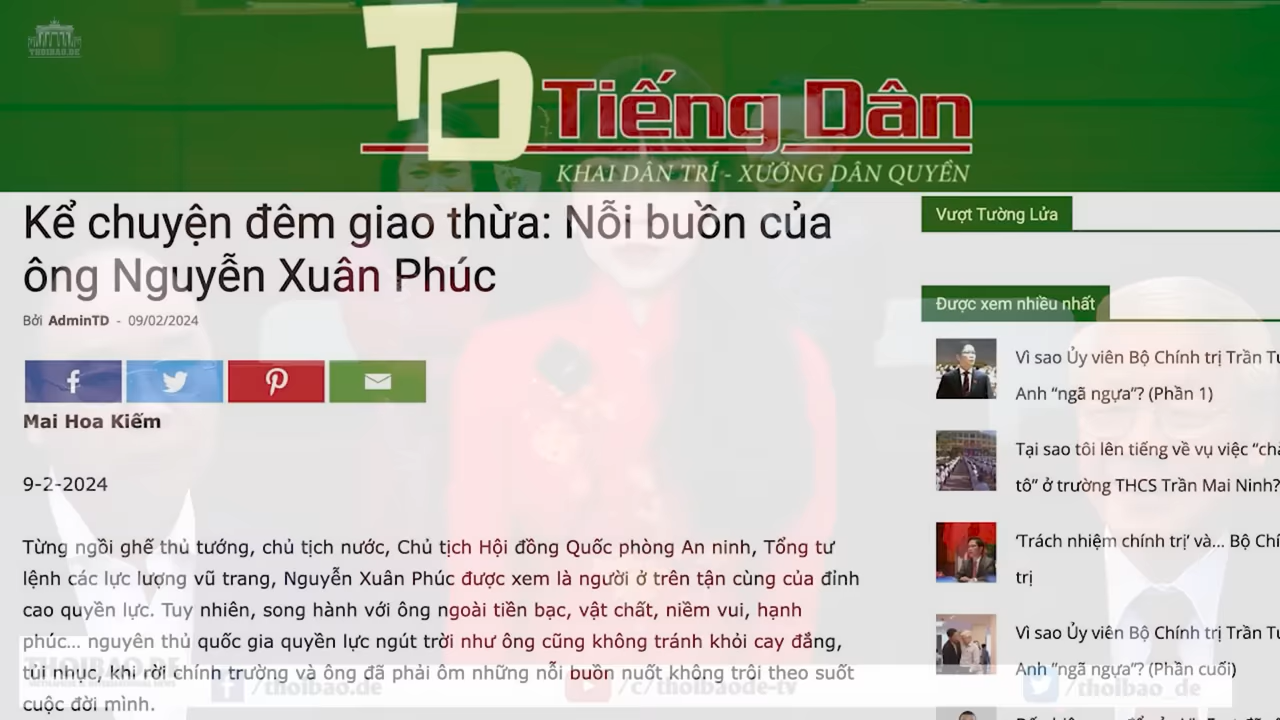 THOIBAO.DE
TD Tiếng Dân
KHAI DÂN TRÍ - XƯỚNG DÂN QUYỀN
Kể chuyện đêm giao thừa: Nỗi buồn của
ông Nguyễn Xuân Phúc
Bởi AdminTD - 09/02/2024
Mai Hoa Kiếm
9-2-2024
Từng ngồi ghế thủ tướng, chủ tịch nước, Chủ tịch Hội đồng Quốc phòng An ninh, Tổng tư
lệnh các lực lượng vũ trang, Nguyễn Xuân Phúc được xem là người ở trên tận cùng của đỉnh
cao quyền lực. Tuy nhiên, song hành với ông ngoài tiền bạc, vật chất, niềm vui, hạnh
phúc... nguyên thủ quốc gia quyền lực ngút trời như ông cũng không tránh khỏi cay đắng,
tủi nhục, khi rời chính trường và ông đã phải ôm những nỗi buồn nuốt không trôi theo suốt
cuộc đời mình.
Vượt Tường Lửa
Được xem nhiều nhất
Vì sao Ủy viên Bộ Chính trị Trần
Anh “ngã ngựa”? (Phần 1)
Tại sao tôi lên tiếng về vụ việc
tô” ở trường THCS Trần Mai Ninh?
‘Trách nhiệm chính trị’ và... Bộ
trị
Vì sao Ủy viên Bộ Chính trị Trần
Anh “ngã ngựa”? (Phần cuối)
THOIBAO.DE
/thoibao.de
/c/thoibaode-tv
/thoibao_de